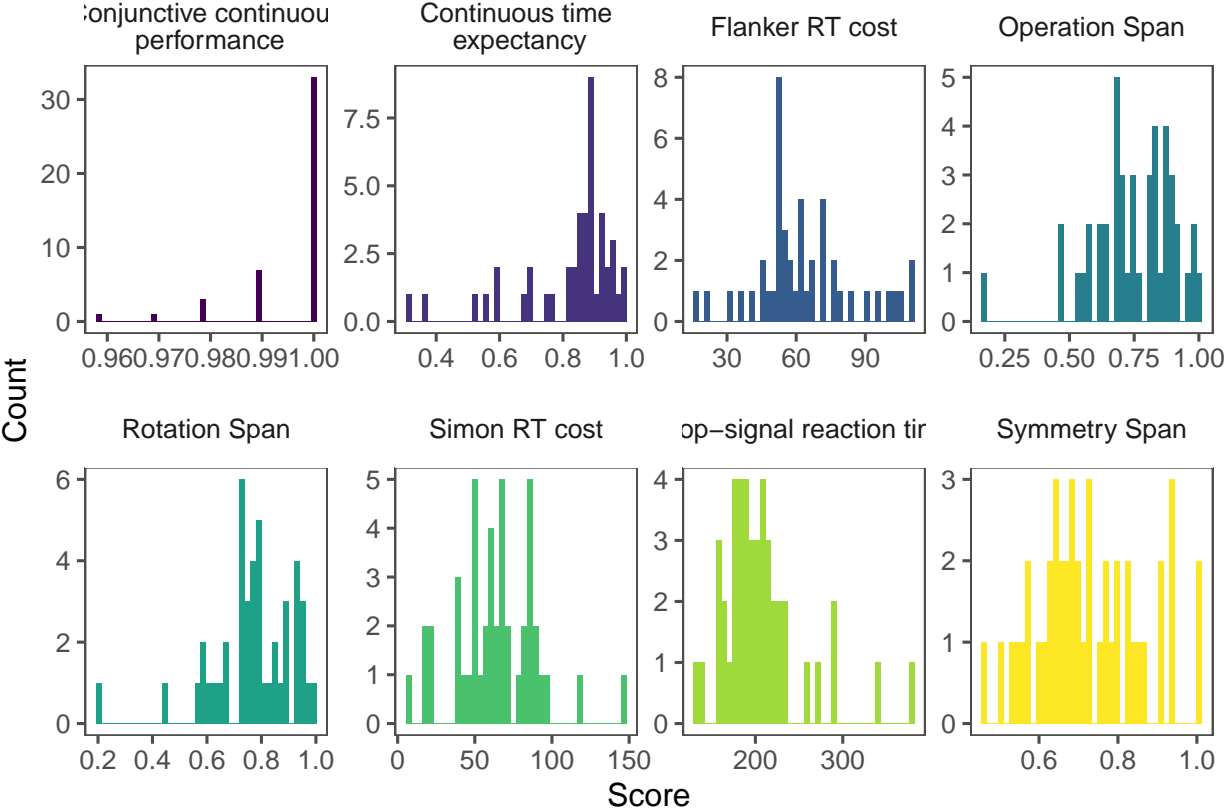 Conjunctive continuou
performance
Continuous time
expectancy
Flanker RT cost
Operation Span
30
20
10
0
0.960.970.980.991.00
7.5
5.0
2.5
0.0
0.4 0.6 0.8 1.0
8
6
4
2
0
30 60 90
5
4
3
2
1
0
0.25 0.50 0.75 1.00
Count
Rotation Span
Simon RT cost
op−signal reaction tir
Symmetry Span
6
4
2
0
0.2 0.4 0.6 0.8 1.0
5
4
3
2
1
0
0 50 100 150
4
3
2
1
0
200 300
3
2
1
0
0.6 0.8 1.0
Score